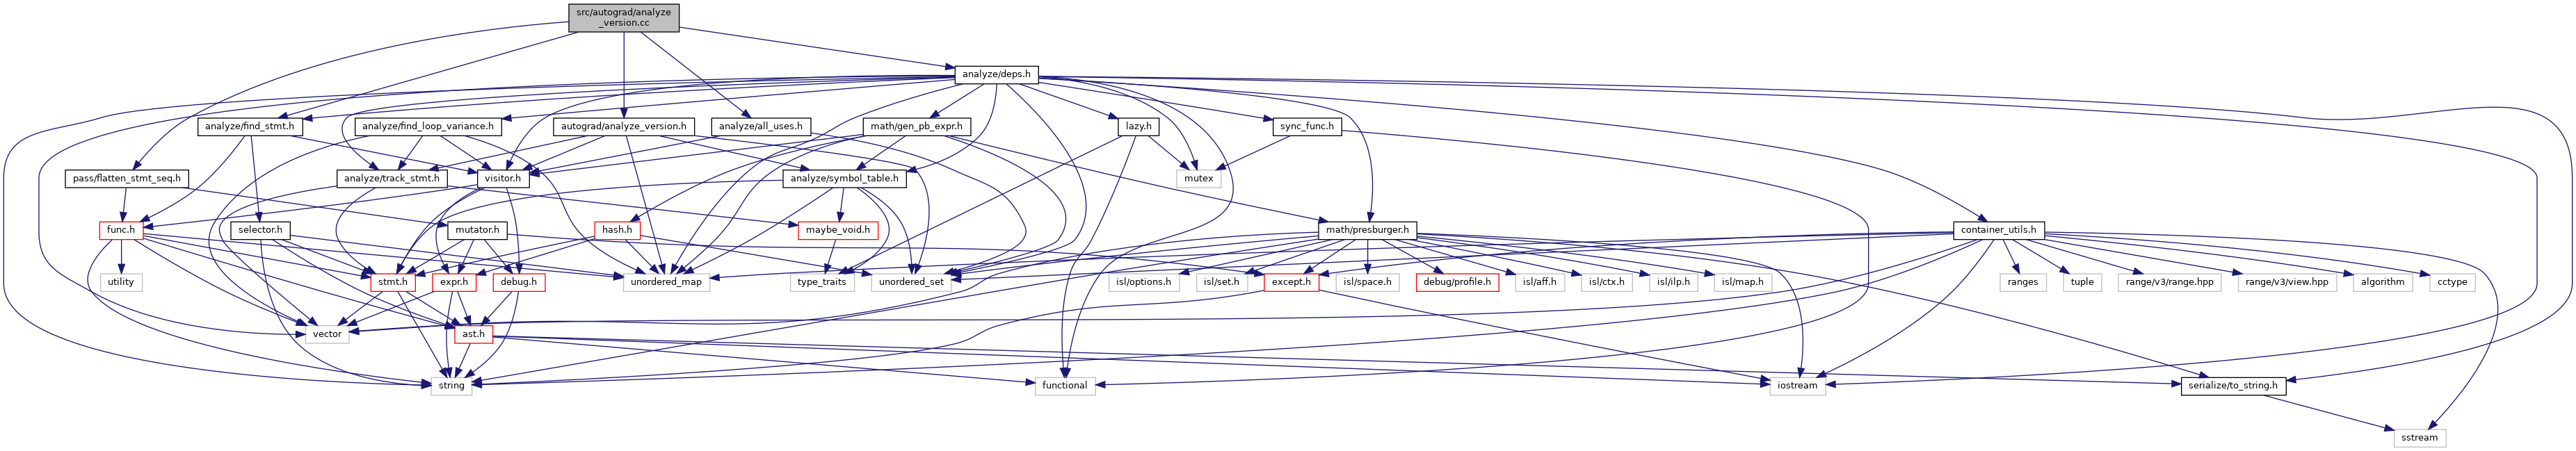 src/autograd/analyze
_version.cc
analyze/deps.h
analyze/find_stmt.h
analyze/find_loop_variance.h
autograd/analyze_version.h
analyze/all_uses.h
math/gen_pb_expr.h
lazy.h
sync_func.h
pass/flatten_stmt_seq.h
analyze/track_stmt.h
visitor.h
analyze/symbol_table.h
mutex
func.h
selector.h
mutator.h
hash.h
maybe_void.h
math/presburger.h
container_utils.h
utility
stmt.h
expr.h
debug.h
unordered_map
type_traits
unordered_set
isl/options.h
isl/set.h
except.h
isl/space.h
debug/profile.h
isl/aff.h
isl/ctx.h
isl/ilp.h
isl/map.h
ranges
tuple
range/v3/range.hpp
range/v3/view.hpp
algorithm
cctype
vector
ast.h
string
functional
iostream
serialize/to_string.h
sstream